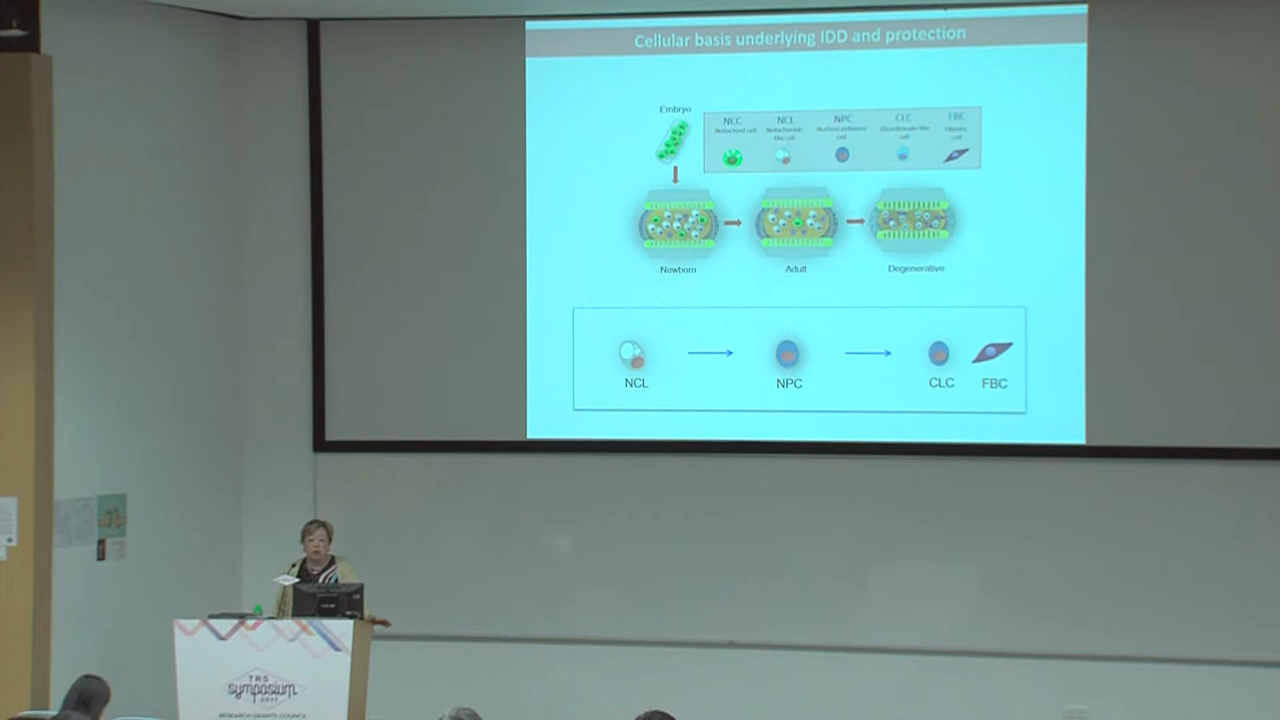 Cellular basis underlying IDD and protection
Embryo
NCC
Notochord cell
NCL
Notochordal-
like cell
NPC
Nucleus pulposus
cell
CLC
Chondrocyte-like
cell
FBC
cell
Newborn
Adult
Degenerative
NCL
NPC
CLC
FBC
TRS
symposium
2017
RESEARCH GRANTS COUNCIL